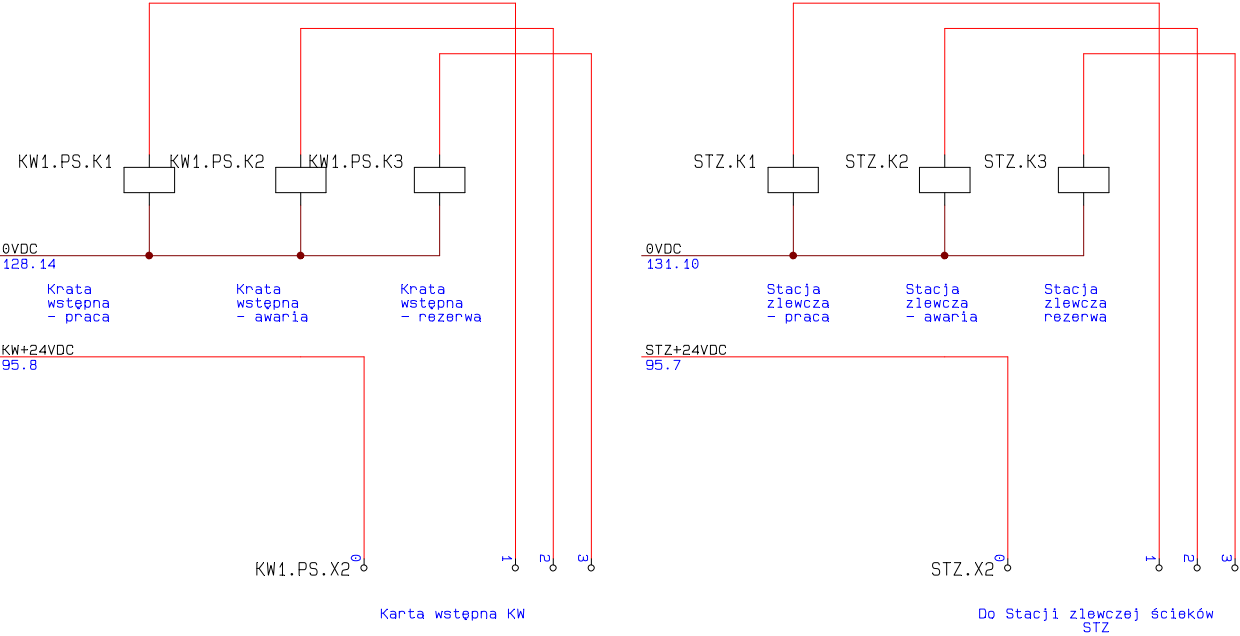 KW1.PS.K1
KW1.PS.K2
KW1.PS.K3
STZ.K1
STZ.K2
STZ.K3
0VDC
128.14
0VDC
131.10
Krata
wstępna
- praca
Krata
wstępna
- awaria
Krata
wstępna
- rezerwa
Stacja
zlewcza
- praca
Stacja
zlewcza
- awaria
Stacja
zlewcza
rezerwa
KW+24VDC
95.8
STZ+24VDC
95.7
KW1.PS.X2
0
1
2
3
STZ.X2
0
1
2
3
Karta wstępna KW
Do Stacji zlewczej ścieków
STZ